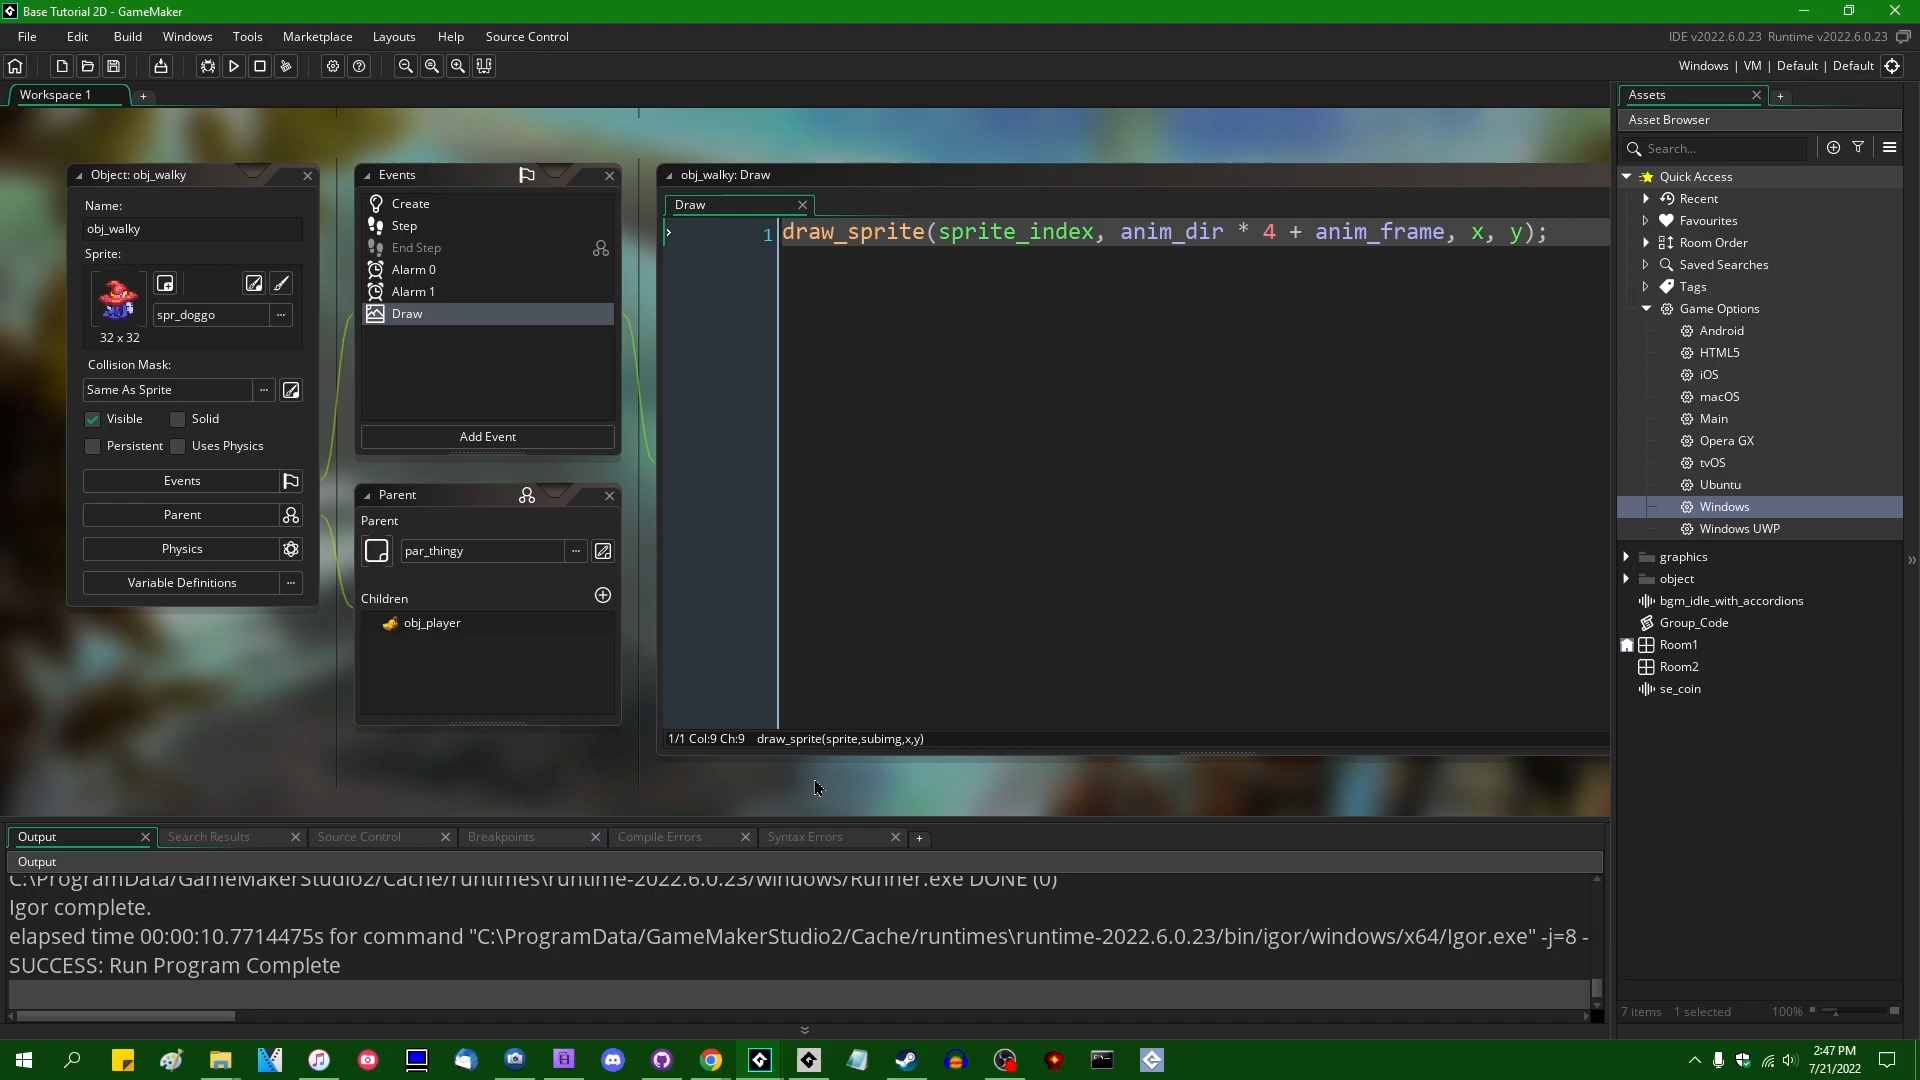 Base Tutorial 2D - GameMaker
File Edit Build Windows Tools Marketplace Layouts Help Source Control
IDE v2022.6.0.23 Runtime v2022.6.0.23
Windows | VM | Default | Default
Workspace 1
Object: obj_walky
Name:
obj_walky
Sprite:
spr_doggo
32 x 32
Collision Mask:
Same As Sprite
Visible Solid
Persistent Uses Physics
Events
Parent
Physics
Variable Definitions
Events
Create
Step
End Step
Alarm 0
Alarm 1
Draw
Add Event
Parent
Parent
par_thingy
Children
obj_player
obj_walky: Draw
Draw
1 draw_sprite(sprite_index, anim_dir * 4 + anim_frame, x, y);
1/1 Col:9 Ch:9 draw_sprite(sprite,subimg,x,y)
Assets
Asset Browser
Search...
Quick Access
Recent
Favourites
Room Order
Saved Searches
Tags
Game Options
Android
HTML5
iOS
macOS
Main
Opera GX
tvOS
Ubuntu
Windows
Windows UWP
graphics
object
bgm_idle_with_accordions
Group_Code
Room1
Room2
se_coin
7 items 1 selected 100%
Output Search Results Source Control Breakpoints Compile Errors Syntax Errors
Output
C:\ProgramData/GameMakerStudio2/Cache/runtimes\runtime-2022.6.0.23/windows/Runner.exe DONE (0)
Igor complete.
elapsed time 00:00:10.7714475s for command "C:\ProgramData/GameMakerStudio2/Cache/runtimes\runtime-2022.6.0.23/bin/igor/windows/x64/Igor.exe" -j=8 -
SUCCESS: Run Program Complete
2:47 PM
7/21/2022